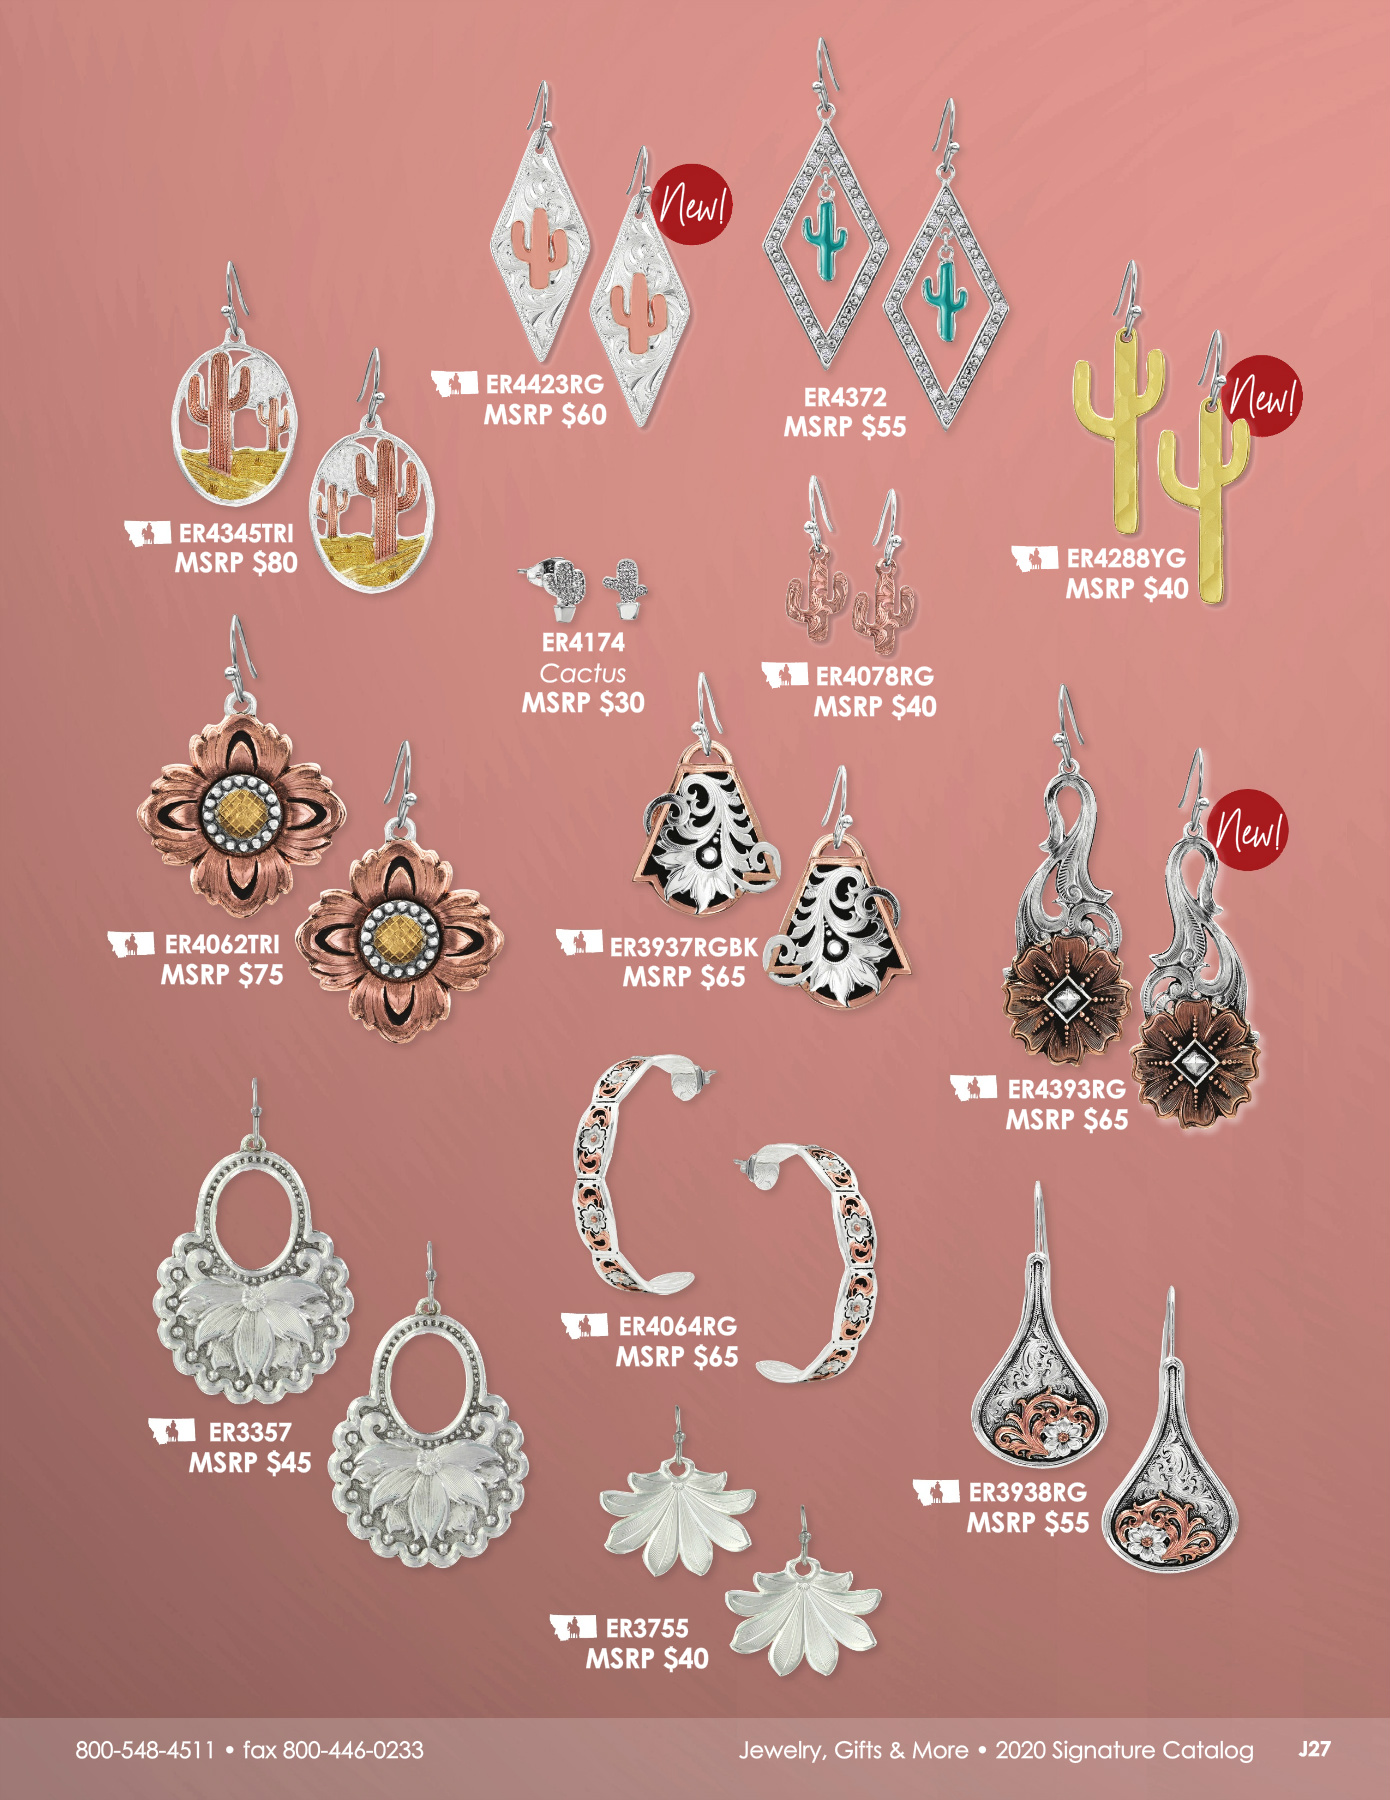 New!
ER4423RG
MSRP $60
ER4372
MSRP $55
New!
ER4345TRI
MSRP $80
ER4288YG
MSRP $40
ER4174
Cactus
MSRP $30
ER4078RG
MSRP $40
New!
ER4062TRI
MSRP $75
ER3937RGBK
MSRP $65
ER4393RG
MSRP $65
ER4064RG
MSRP $65
ER3357
MSRP $45
ER3938RG
MSRP $55
ER3755
MSRP $40
800-548-4511 • fax 800-446-0233
Jewelry, Gifts & More • 2020 Signature Catalog J27